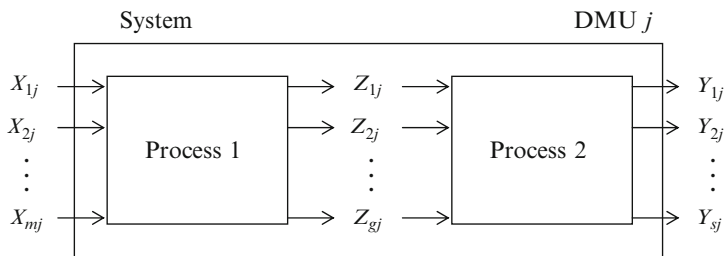 System DMU j
X1j Z1j Y1j
X2j Z2j Y2j
Process 1 Process 2
⋮ ⋮ ⋮
Xmj Zgj Ysj